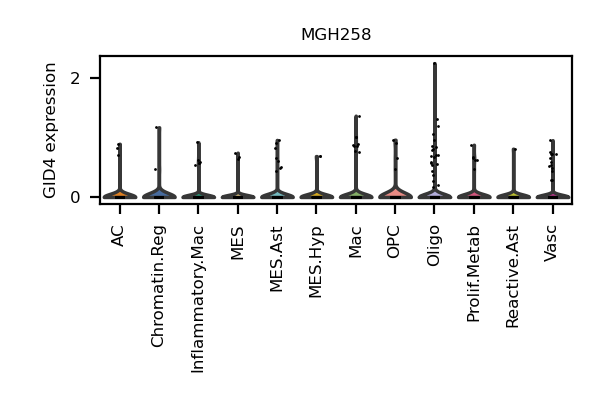 MGH258
GID4 expression
2
0
AC
Chromatin.Reg
Inflammatory.Mac
MES
MES.Ast
MES.Hyp
Mac
OPC
Oligo
Prolif.Metab
Reactive.Ast
Vasc